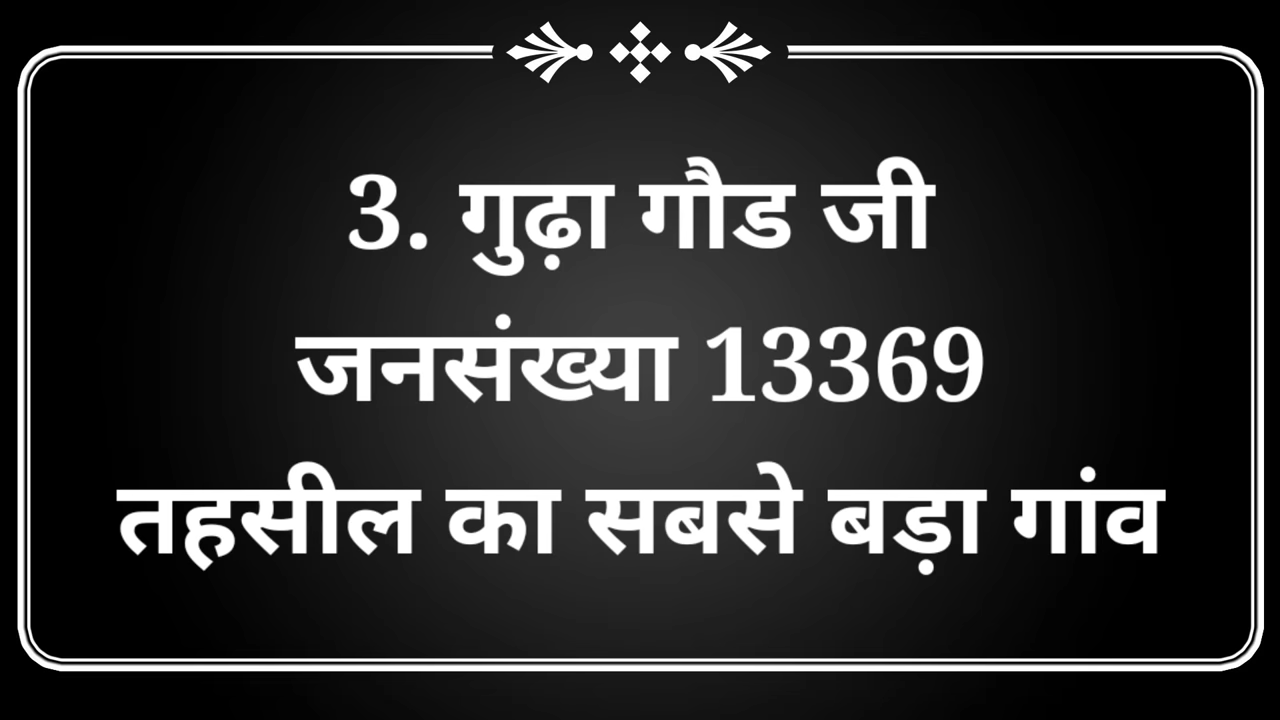 3. गुढ़ा गौड जी
जनसंख्या 13369
तहसील का सबसे बड़ा गांव